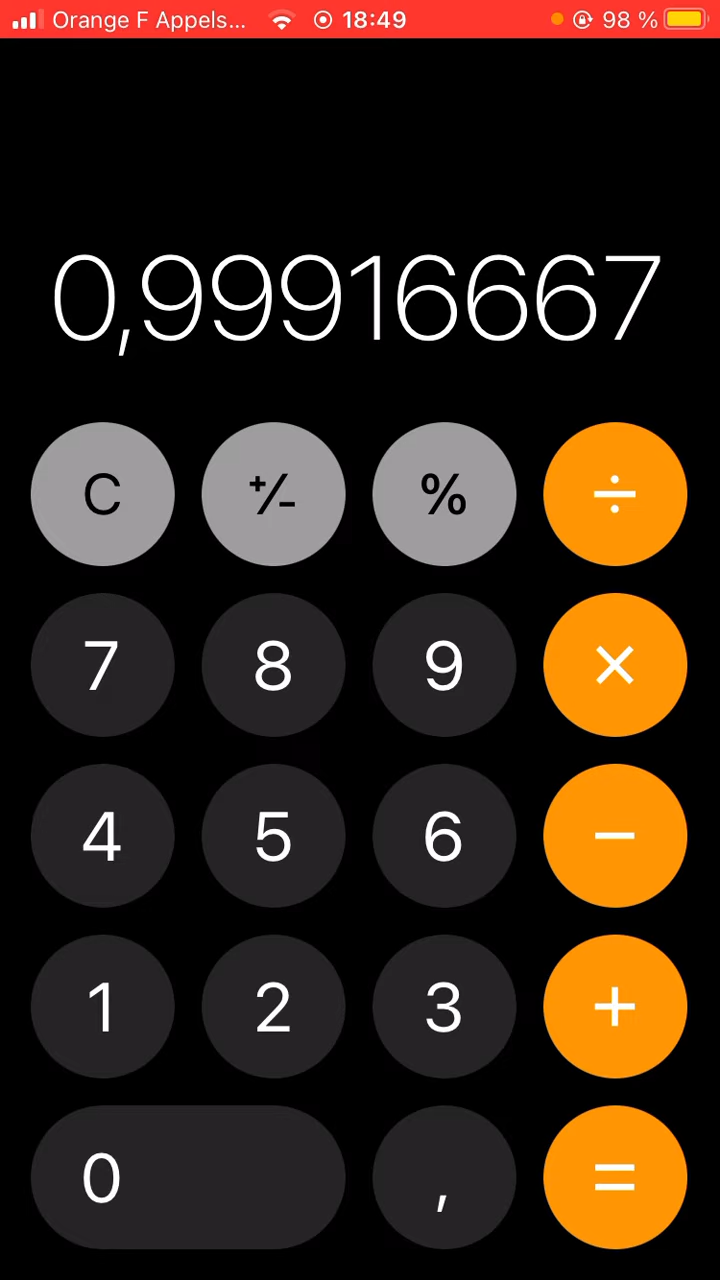 Orange F Appels... 18:49 98 %
0,99916667
C +/- % ÷
7 8 9 ×
4 5 6 −
1 2 3 +
0 , =